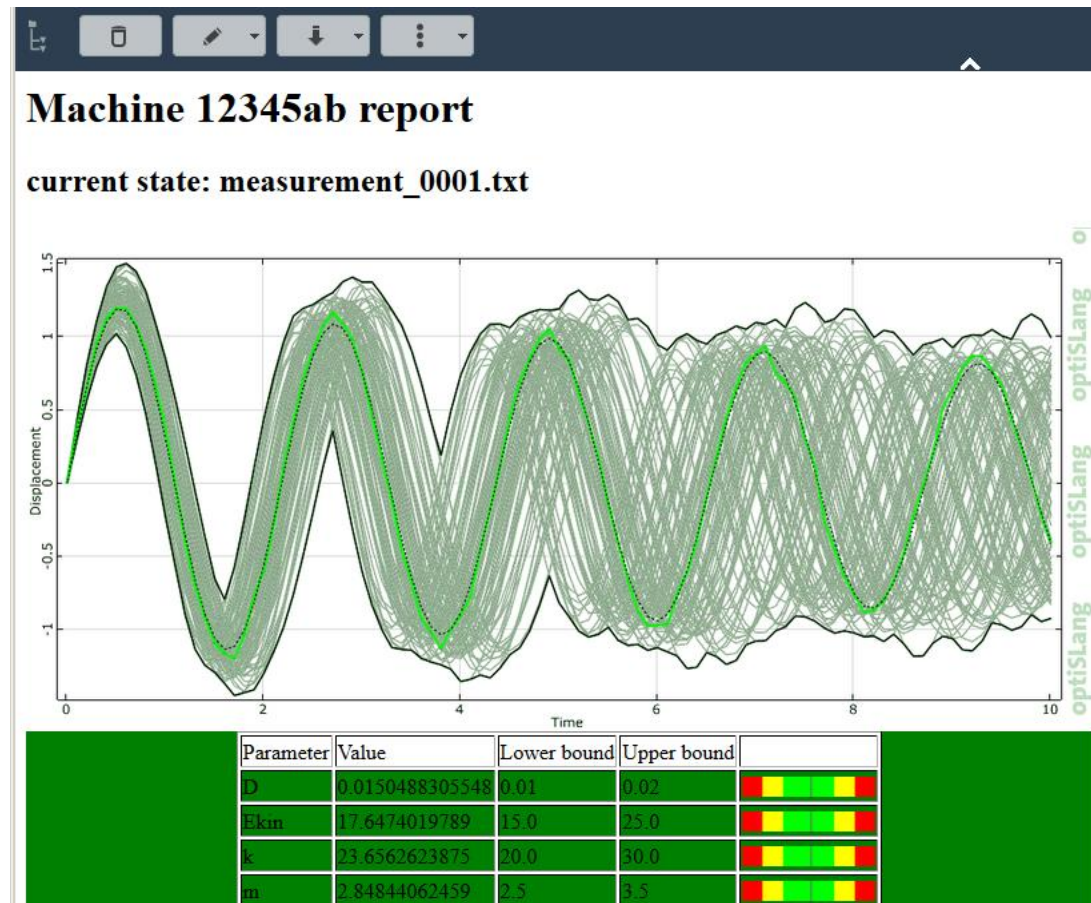 Machine 12345ab report
current state: measurement_0001.txt
1.5
1
0.5
0
-0.5
-1
Displacement
0 2 4 6 8 10
Time
optiSLang optiSLang optiSLang o
Parameter Value Lower bound Upper bound
D 0.0150488305548 0.01 0.02
Ekin 17.6474019789 15.0 25.0
k 23.6562623875 20.0 30.0
m 2.84844062459 2.5 3.5